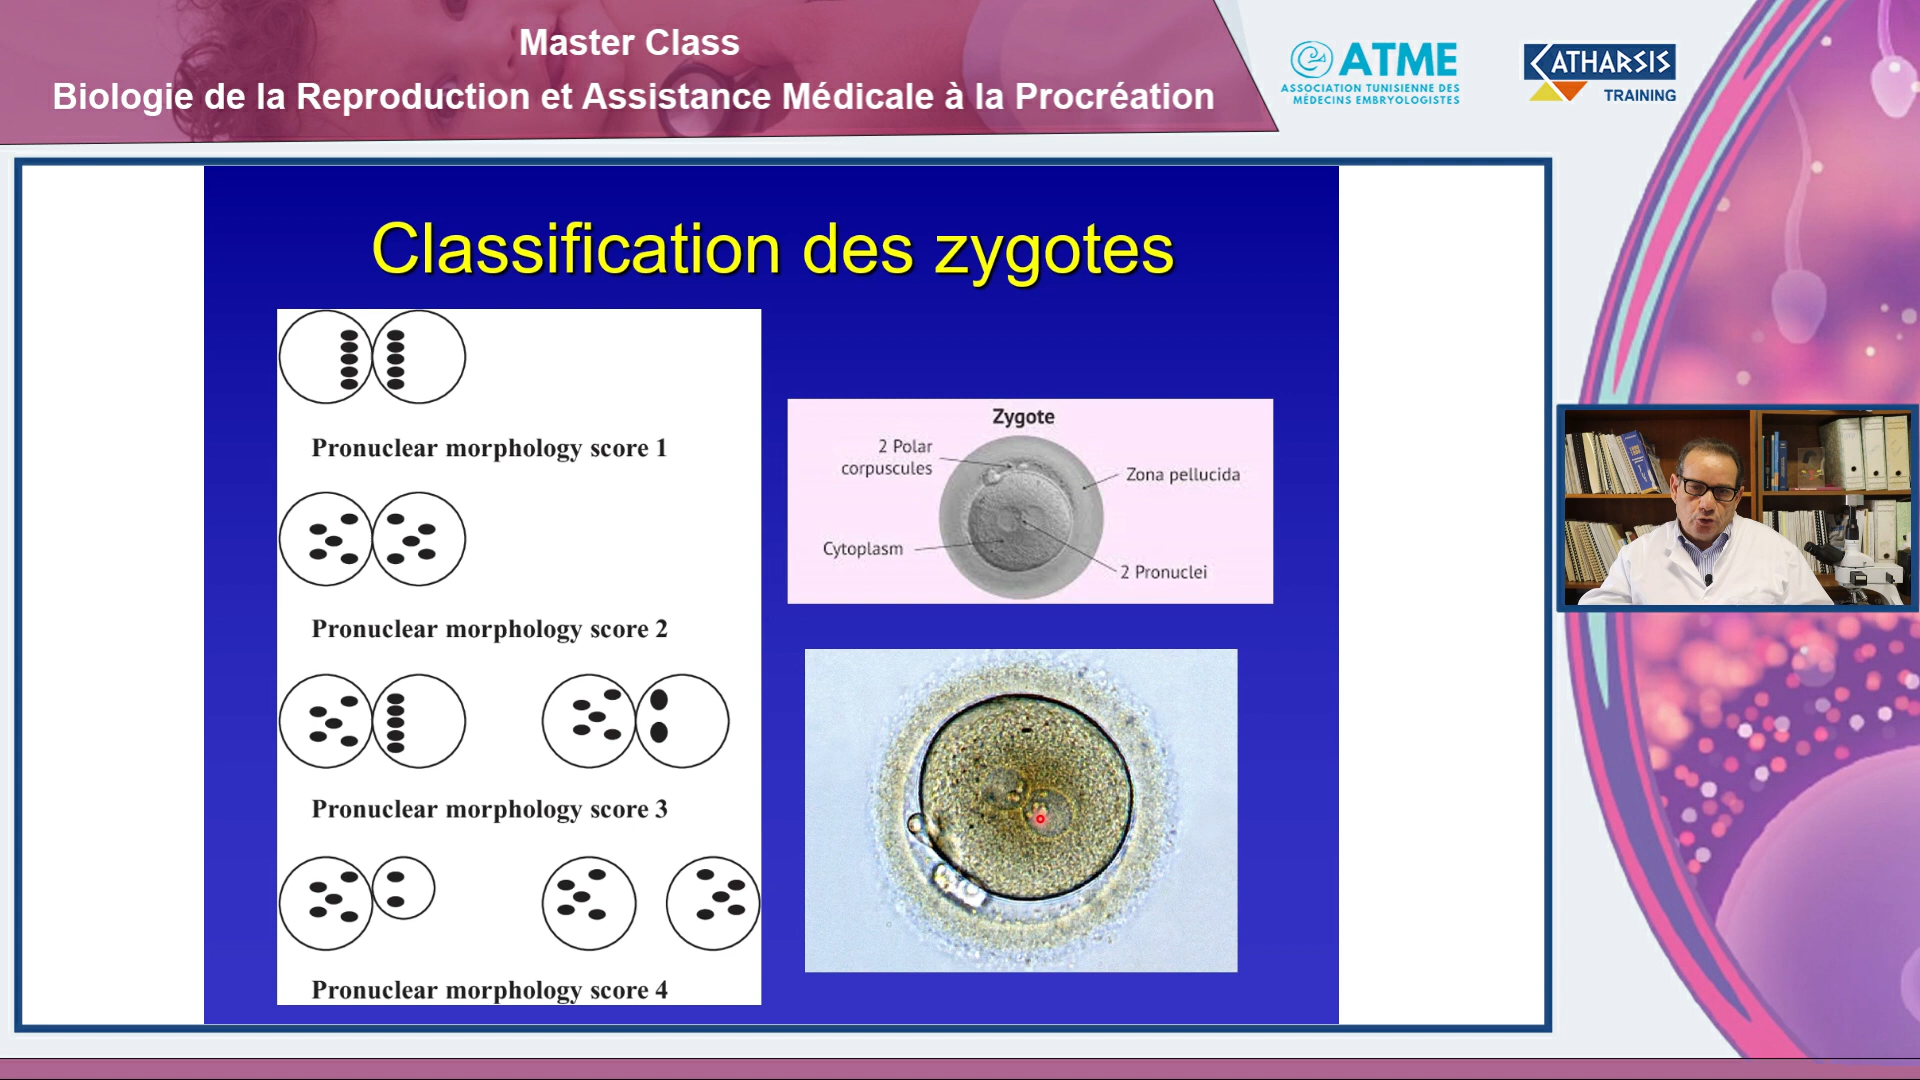 Master Class
Biologie de la Reproduction et Assistance Médicale à la Procréation
ATME
ASSOCIATION TUNISIENNE DES
MÉDECINS EMBRYOLOGISTES
CATHARSIS
TRAINING
Classification des zygotes
Pronuclear morphology score 1
Pronuclear morphology score 2
Pronuclear morphology score 3
Pronuclear morphology score 4
Zygote
2 Polar
corpuscules
Zona pellucida
Cytoplasm
2 Pronuclei